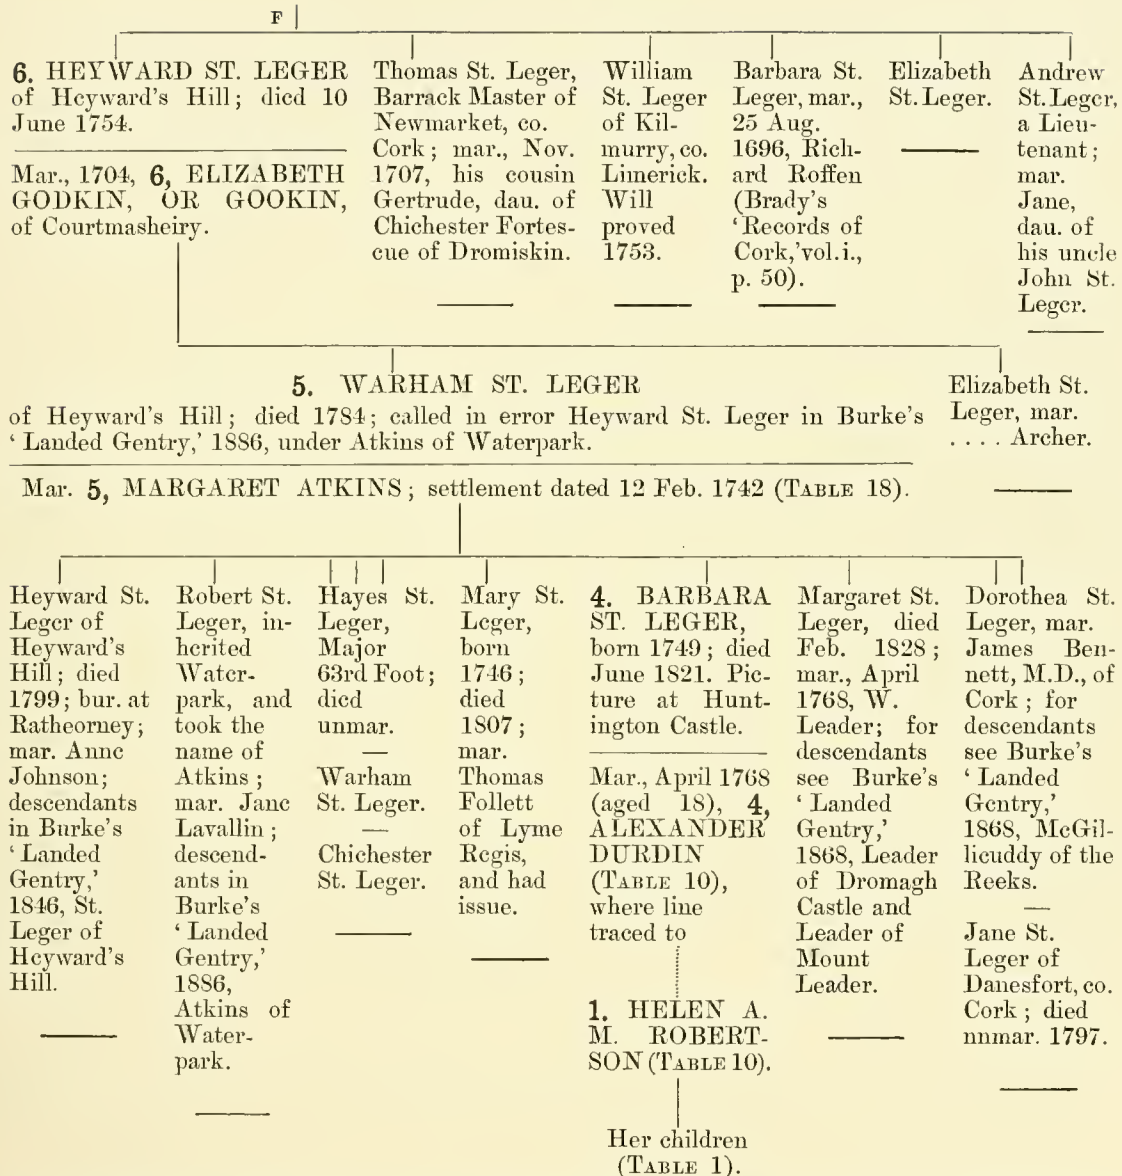 F
6. HEYWARD ST. LEGER
of Heyward's Hill; died 10
June 1754.
Mar., 1704, 6, ELIZABETH
GODKIN, OR GOOKIN,
of Courtmasheiry.
Thomas St. Leger,
Barrack Master of
Newmarket, co.
Cork; mar., Nov.
1707, his cousin
Gertrude, dau. of
Chichester Fortes-
cue of Dromiskin.
William
St. Leger
of Kil-
murry, co.
Limerick.
Will
proved
1753.
Barbara St.
Leger, mar.,
25 Aug.
1696, Rich-
ard Roffen
(Brady's
‘Records of
Cork,’ vol. i.,
p. 50).
Elizabeth
St. Leger.
Andrew
St. Leger,
a Lieu-
tenant;
mar.
Jane,
dau. of
his uncle
John St.
Leger.
5. WARHAM ST. LEGER
of Heyward's Hill; died 1784; called in error Heyward St. Leger in Burke's
‘Landed Gentry,’ 1886, under Atkins of Waterpark.
Elizabeth St.
Leger, mar.
.... Archer.
Mar. 5, MARGARET ATKINS; settlement dated 12 Feb. 1742 (TABLE 18).
Heyward St.
Leger of
Heyward's
Hill; died
1799; bur. at
Ratheorney;
mar. Anne
Johnson;
descendants
in Burke's
‘Landed
Gentry,’
1846, St.
Leger of
Heyward's
Hill.
Robert St.
Leger, in-
herited
Water-
park, and
took the
name of
Atkins;
mar. Jane
Lavallin;
descend-
ants in
Burke's
‘Landed
Gentry,’
1886,
Atkins of
Water-
park.
Hayes St.
Leger,
Major
63rd Foot;
died
unmar.
—
Warham
St. Leger.
—
Chichester
St. Leger.
Mary St.
Leger,
born
1746;
died
1807;
mar.
Thomas
Follett
of Lyme
Regis,
and had
issue.
4. BARBARA
ST. LEGER,
born 1749; died
June 1821. Pic-
ture at Hunt-
ington Castle.
Mar., April 1768
(aged 18), 4,
ALEXANDER
DURDIN
(TABLE 10),
where line
traced to
1. HELEN A.
M. ROBERT-
SON (TABLE 10).
Her children
(TABLE 1).
Margaret St.
Leger, died
Feb. 1828;
mar., April
1768, W.
Leader; for
descendants
see Burke's
‘Landed
Gentry,’
1868, Leader
of Dromagh
Castle and
Leader of
Mount
Leader.
Dorothea St.
Leger, mar.
James Ben-
nett, M.D., of
Cork; for
descendants
see Burke's
‘Landed
Gentry,’
1868, McGil-
licuddy of the
Reeks.
—
Jane St.
Leger of
Danesfort, co.
Cork; died
unmar. 1797.